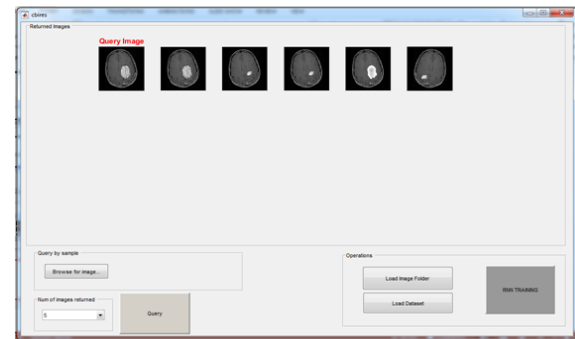 cbires
Returned Images
Query Image
Query by sample
Browse for image...
Num of images returned
5
Query
Operations
Load Image Folder
Load Dataset
RNN TRAINING